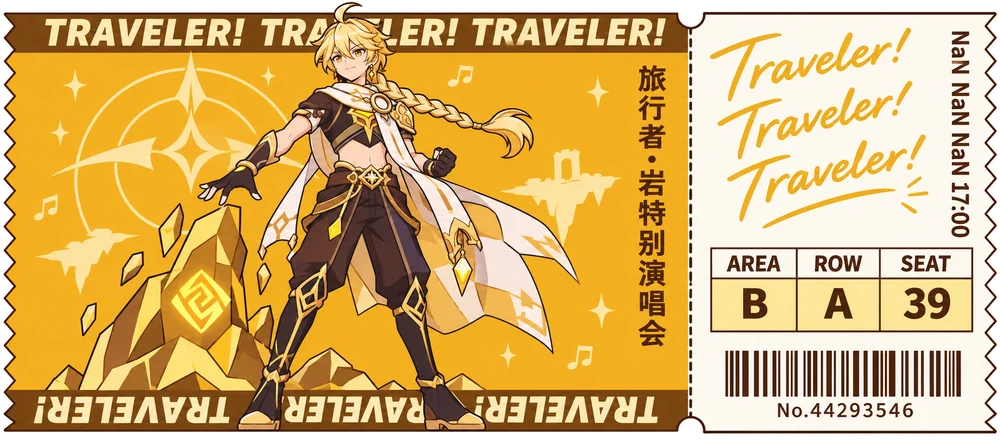 TRAVELER! TRAVELER! TRAVELER!
旅行者·岩特别演唱会
TRAVELER! TRAVELER! TRAVELER!
Traveler!
Traveler!
Traveler!
NaN NaN NaN 17:00
AREA ROW SEAT
B A 39
No.44293546